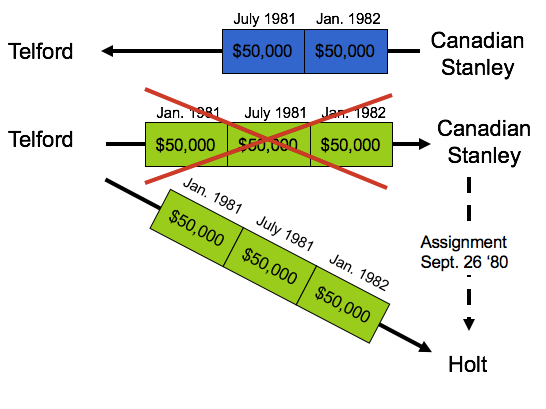 July 1981 Jan. 1982
Telford $50,000 $50,000 Canadian
Stanley
Jan. 1981 July 1981 Jan. 1982
Telford $50,000 $50,000 $50,000 Canadian
Stanley
Jan. 1981 July 1981 Jan. 1982
$50,000 $50,000 $50,000
Assignment
Sept. 26 ‘80
Holt